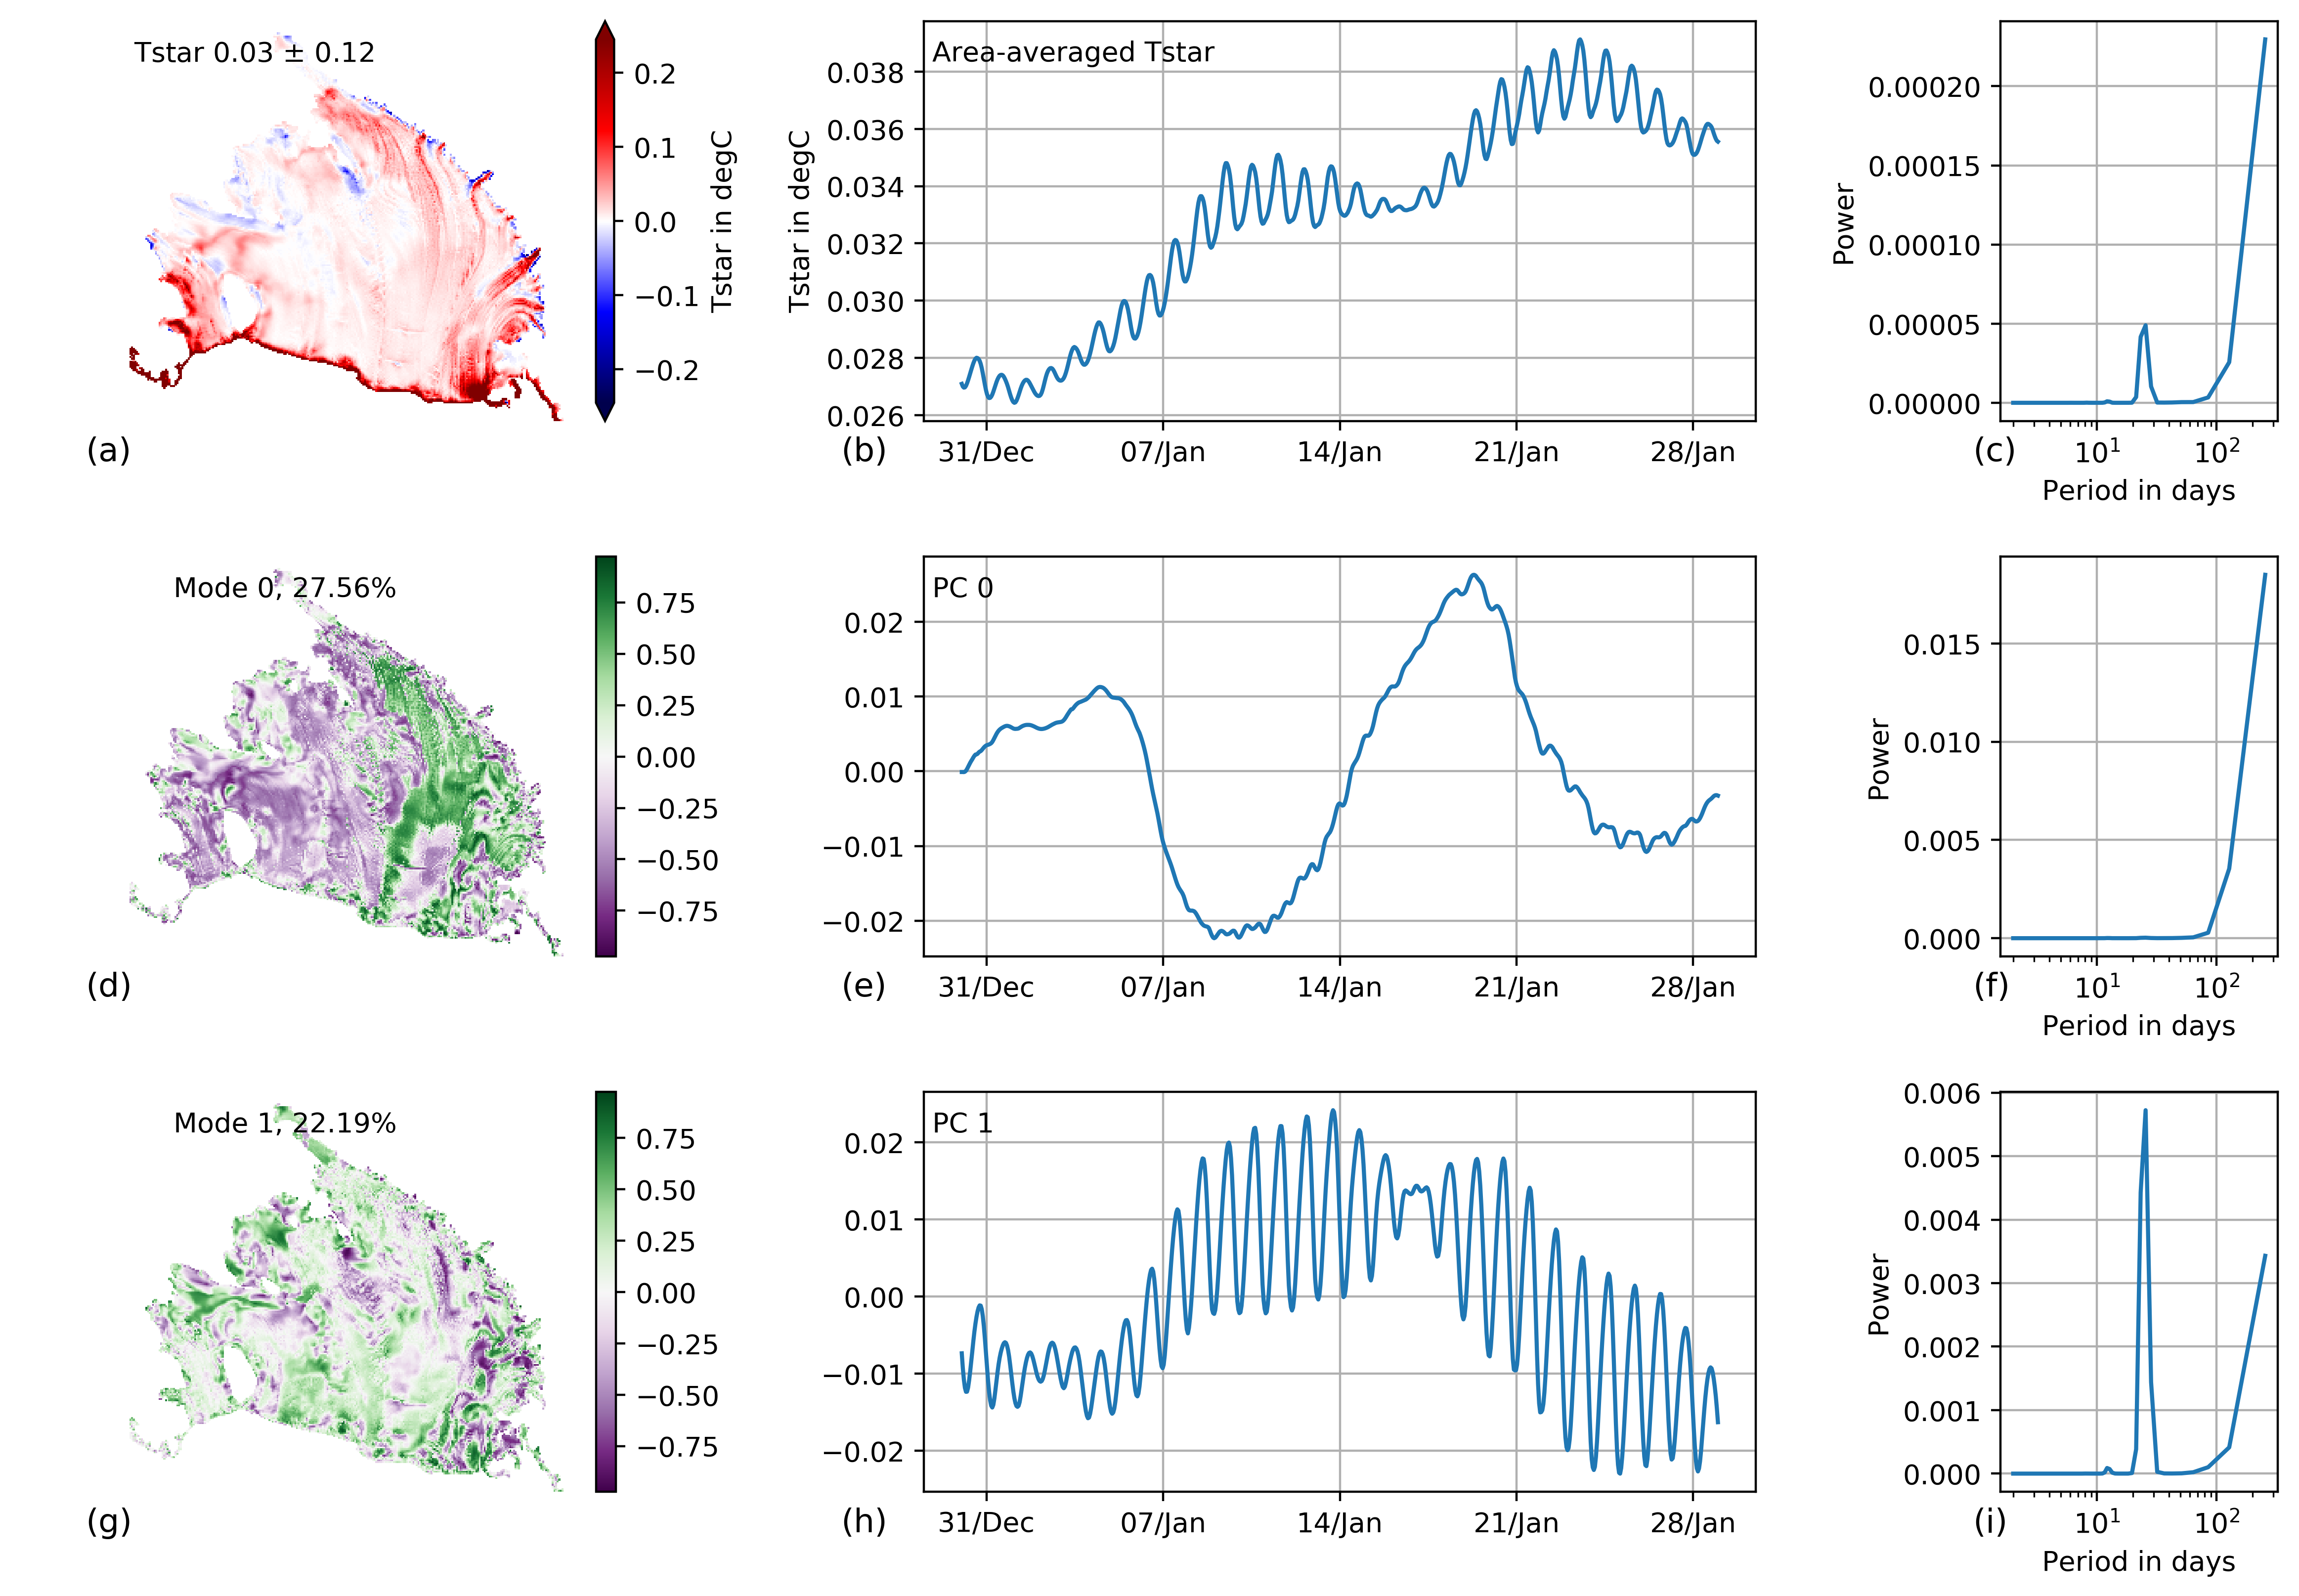 Tstar 0.03 ± 0.12
0.2
0.1
0.0
−0.1
−0.2
Tstar in degC
(a)
Area-averaged Tstar
Tstar in degC
0.038
0.036
0.034
0.032
0.030
0.028
0.026
31/Dec 07/Jan 14/Jan 21/Jan 28/Jan
(b)
Power
0.00020
0.00015
0.00010
0.00005
0.00000
10¹ 10²
Period in days
(c)
Mode 0, 27.56%
0.75
0.50
0.25
0.00
−0.25
−0.50
−0.75
(d)
PC 0
0.02
0.01
0.00
−0.01
−0.02
31/Dec 07/Jan 14/Jan 21/Jan 28/Jan
(e)
Power
0.015
0.010
0.005
0.000
10¹ 10²
Period in days
(f)
Mode 1, 22.19%
0.75
0.50
0.25
0.00
−0.25
−0.50
−0.75
(g)
PC 1
0.02
0.01
0.00
−0.01
−0.02
31/Dec 07/Jan 14/Jan 21/Jan 28/Jan
(h)
Power
0.006
0.005
0.004
0.003
0.002
0.001
0.000
10¹ 10²
Period in days
(i)